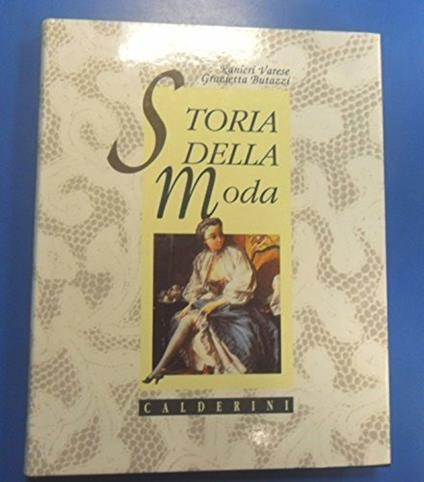 Ranieri Varese
Grazietta Butazzi
STORIA
DELLA
Moda
CALDERINI